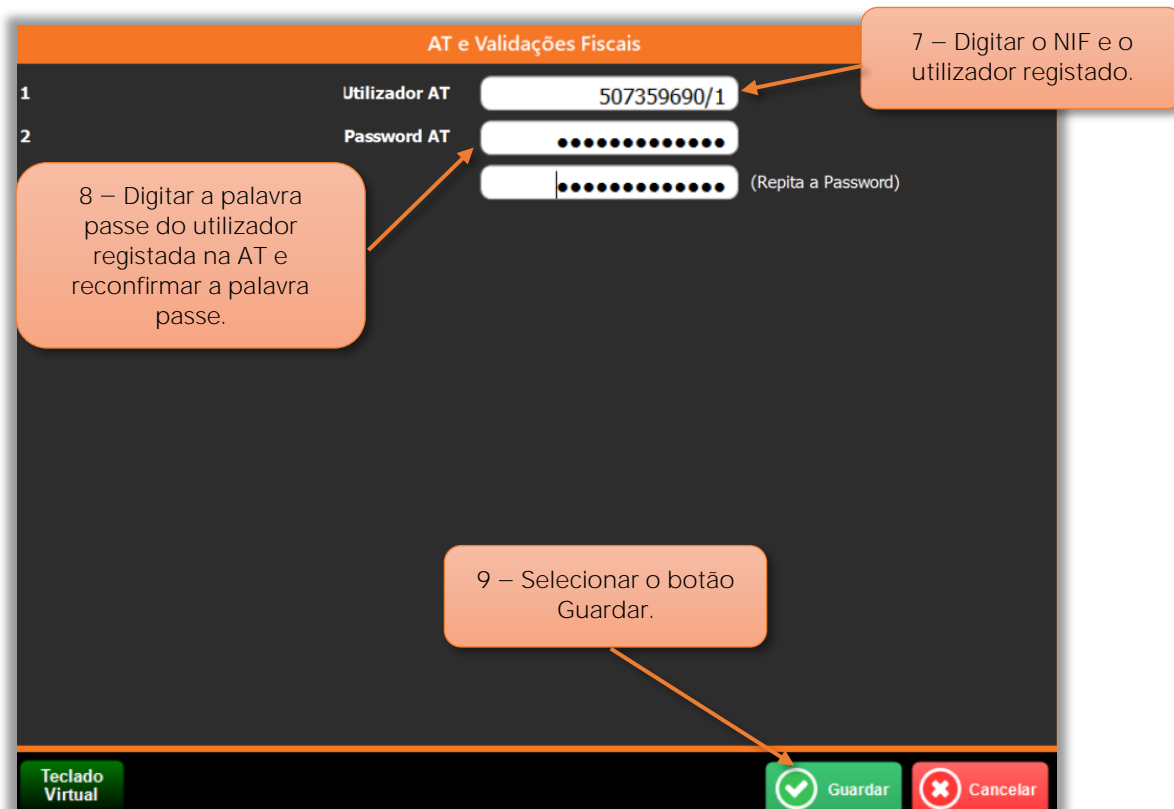 AT e Validações Fiscais
7 – Digitar o NIF e o
utilizador registado.
1 Utilizador AT 507359690/1
2 Password AT ●●●●●●●●●●●●●
●●●●●●●●●●●●● (Repita a Password)
8 – Digitar a palavra
passe do utilizador
registada na AT e
reconfirmar a palavra
passe.
9 – Selecionar o botão
Guardar.
Teclado
Virtual
Guardar
Cancelar